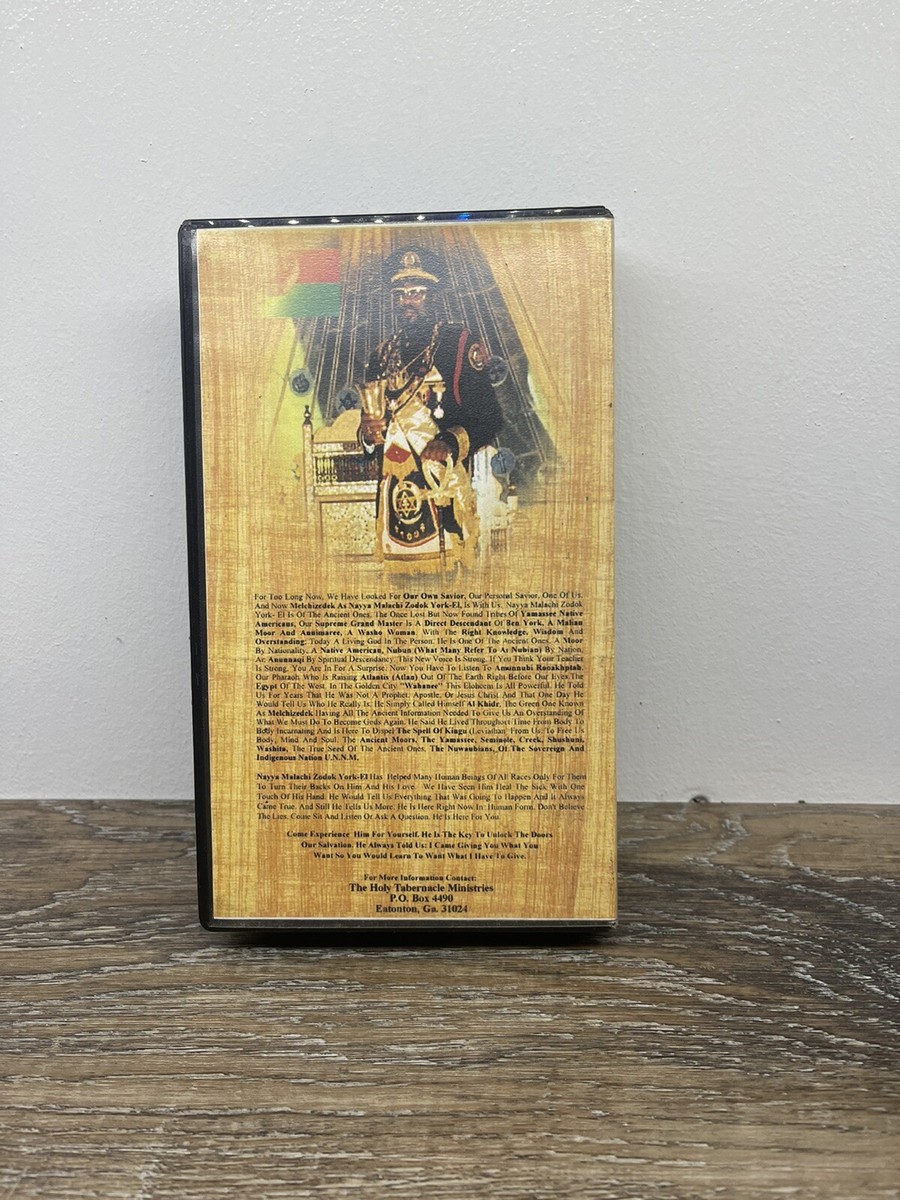 For Too Long Now, We Have Looked For Our Own Savior, Our Personal Savior, One Of Us.
And Now Melchizedek As Nayya Malachi Zodok York-El, Is With Us. Nayya Malachi Zodok
York- El Is Of The Ancient Ones, The Once Lost But Now Found Tribes Of Yamassee Native
Americans, Our Supreme Grand Master Is A Direct Descendant Of Ben York, A Malian
Moor And Annimaree, A Washo Woman. With The Right Knowledge, Wisdom And
Overstanding; Today A Living God In The Person. He Is One Of The Ancient Ones, A Moor
By Nationality, A Native American, Nubun (What Many Refer To As Nubian) By Nation,
An Anunnaqi By Spiritual Descendancy. This New Voice Is Strong. If You Think Your Teacher
Is Strong, You Are In For A Surprise. Now You Have To Listen To Amunnubi Rooakhptah.
Our Pharaoh Who Is Raising Atlantis (Atlan) Out Of The Earth Right Before Our Eyes The
Egypt Of The West. In The Golden City "Wahanee" This Eloheem Is All Powerful. He Told
Us For Years That He Was Not A Prophet, Apostle, Or Jesus Christ. And That One Day He
Would Tell Us Who He Really Is. He Simply Called Himself Al Khidr, The Green One Known
As Melchizedek Having All The Ancient Information Needed To Give Us An Overstanding Of
What We Must Do To Become Gods Again. He Said He Lived Throughout Time From Body To
Body Incarnating And Is Here To Dispel The Spell Of Kingu (Leviathan) From Us. To Free Us
Body, Mind And Soul. The Ancient Moors, The Yamassee, Seminole, Creek, Shushuni,
Washita, The True Seed Of The Ancient Ones, The Nuwaubians, Of The Sovereign And
Indigenous Nation U.N.N.M.
Nayya Malachi Zodok York-El Has Helped Many Human Beings Of All Races Only For Them
To Turn Their Backs On Him And His Love. We Have Seen Him Heal The Sick With One
Touch Of His Hand. He Would Tell Us Everything That Was Going To Happen And It Always
Came True. And Still He Tells Us More. He Is Here Right Now In Human Form. Don't Believe
The Lies. Come Sit And Listen Or Ask A Question. He Is Here For You.
Come Experience Him For Yourself. He Is The Key To Unlock The Doors
Our Salvation. He Always Told Us: I Came Giving You What You
Want So You Would Learn To Want What I Have To Give.
For More Information Contact:
The Holy Tabernacle Ministries
P.O. Box 4490
Eatonton, Ga. 31024